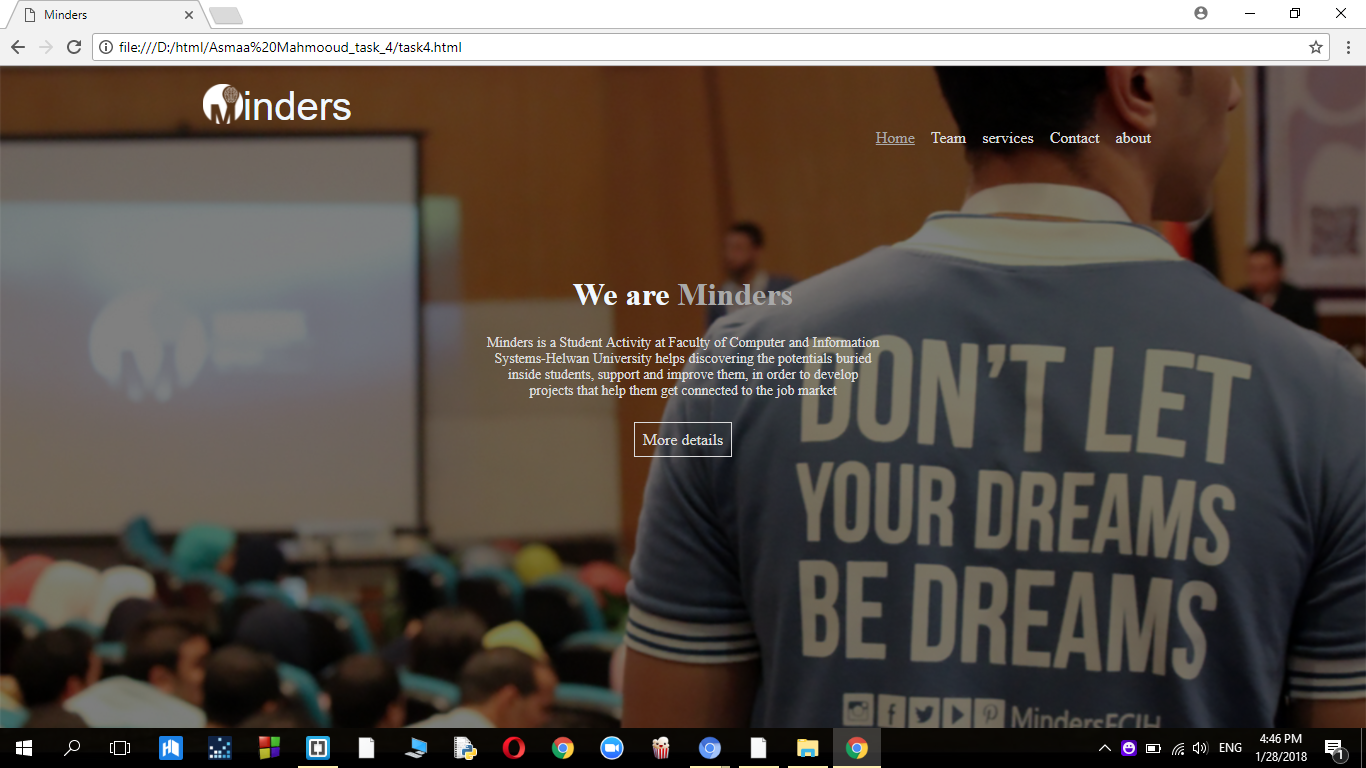 Minders
file:///D:/html/Asmaa%20Mahmooud_task_4/task4.html
Minders
Home Team services Contact about
We are Minders
Minders is a Student Activity at Faculty of Computer and Information
Systems-Helwan University helps discovering the potentials buried
inside students, support and improve them, in order to develop
projects that help them get connected to the job market
More details
DON'T LET
YOUR DREAMS
BE DREAMS
MindersFCIH
ENG
4:46 PM
1/28/2018
1